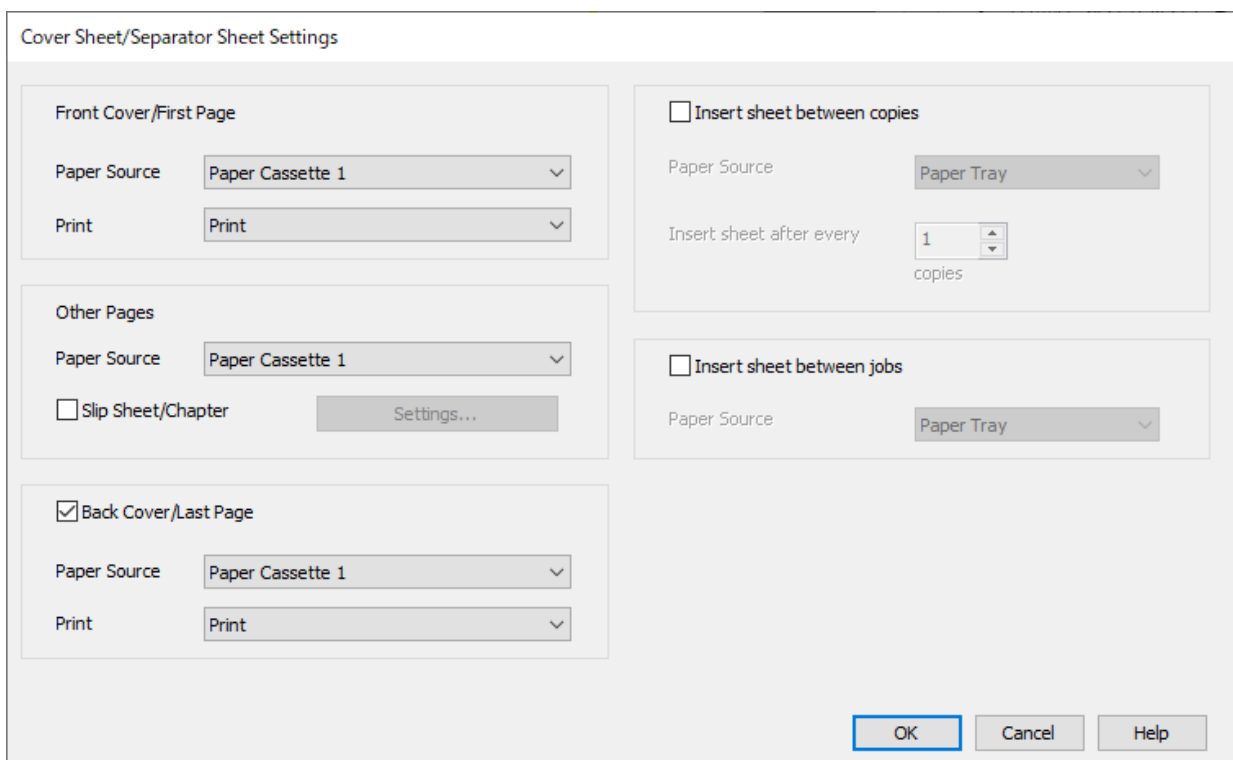 Cover Sheet/Separator Sheet Settings
Front Cover/First Page
Paper Source Paper Cassette 1
Print Print
Other Pages
Paper Source Paper Cassette 1
Slip Sheet/Chapter Settings...
Back Cover/Last Page
Paper Source Paper Cassette 1
Print Print
Insert sheet between copies
Paper Source Paper Tray
Insert sheet after every 1
copies
Insert sheet between jobs
Paper Source Paper Tray
OK Cancel Help